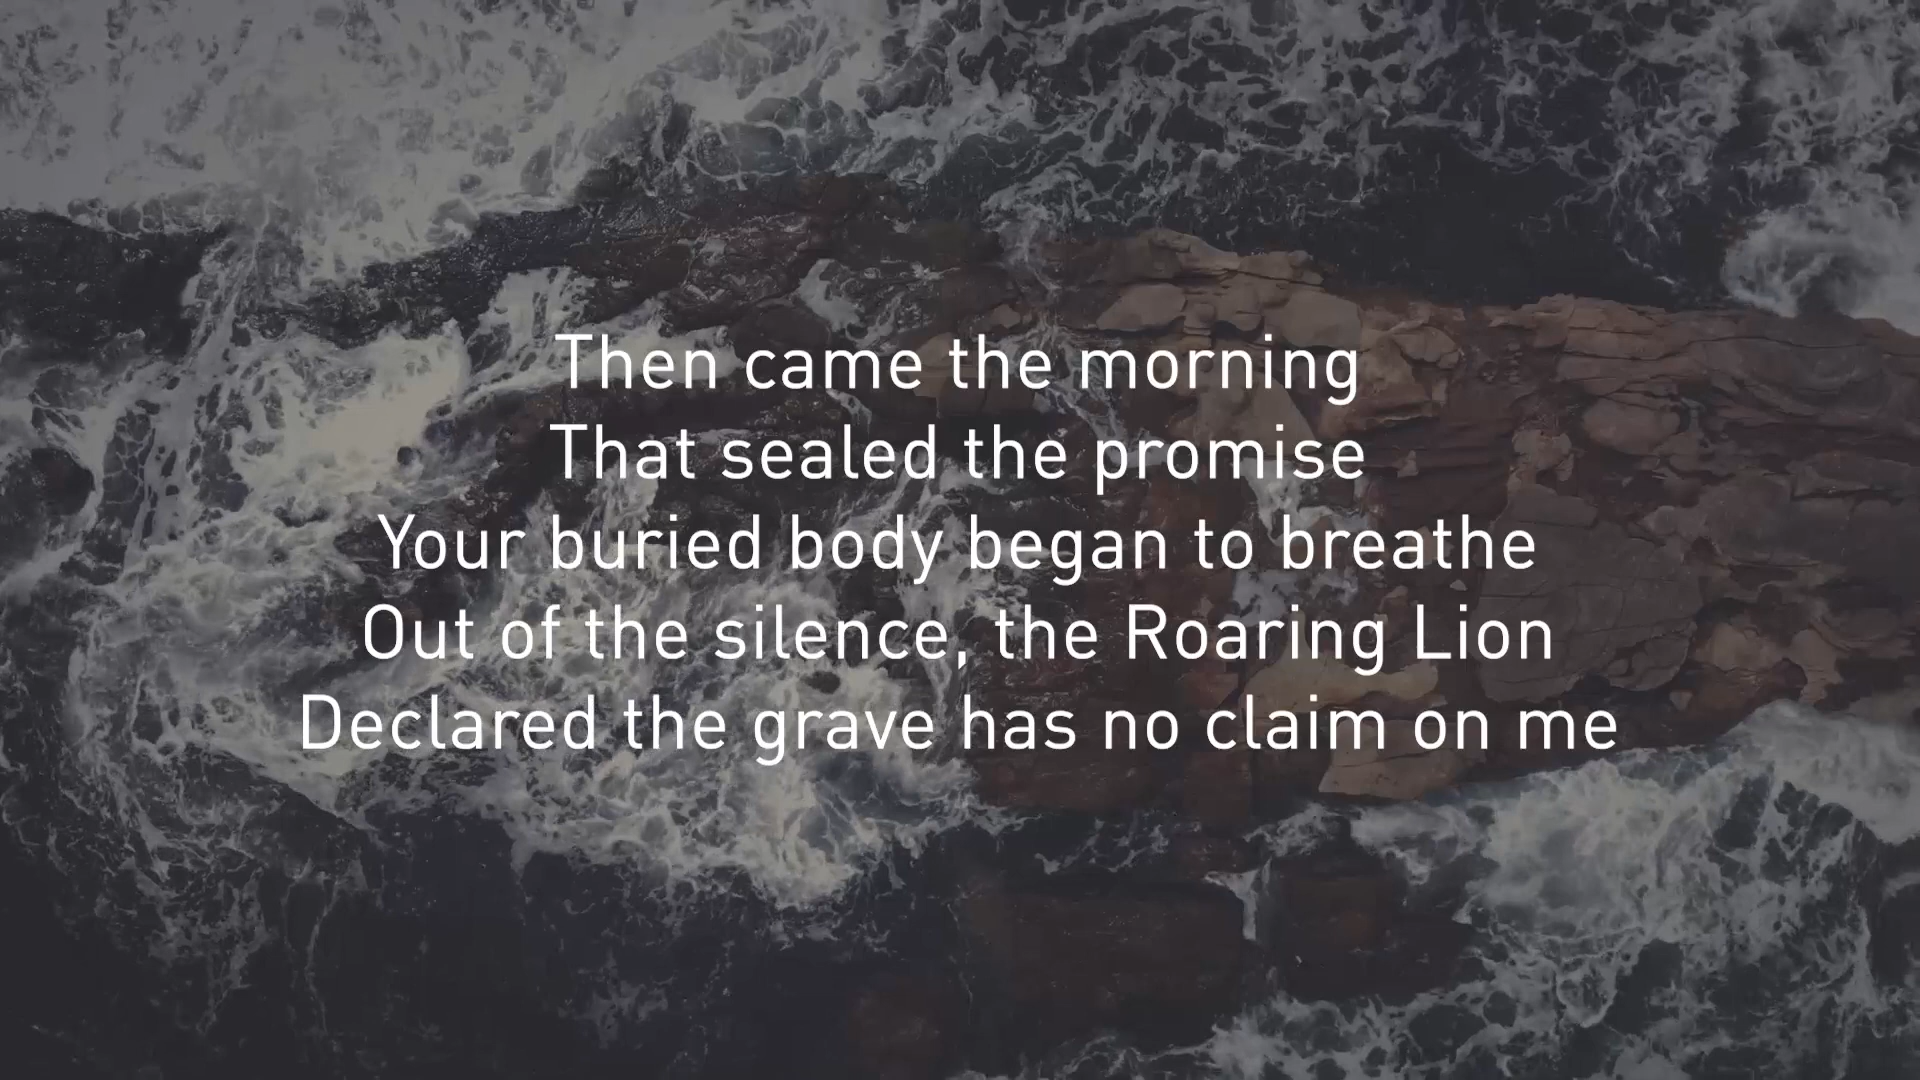 Then came the morning
That sealed the promise
Your buried body began to breathe
Out of the silence, the Roaring Lion
Declared the grave has no claim on me